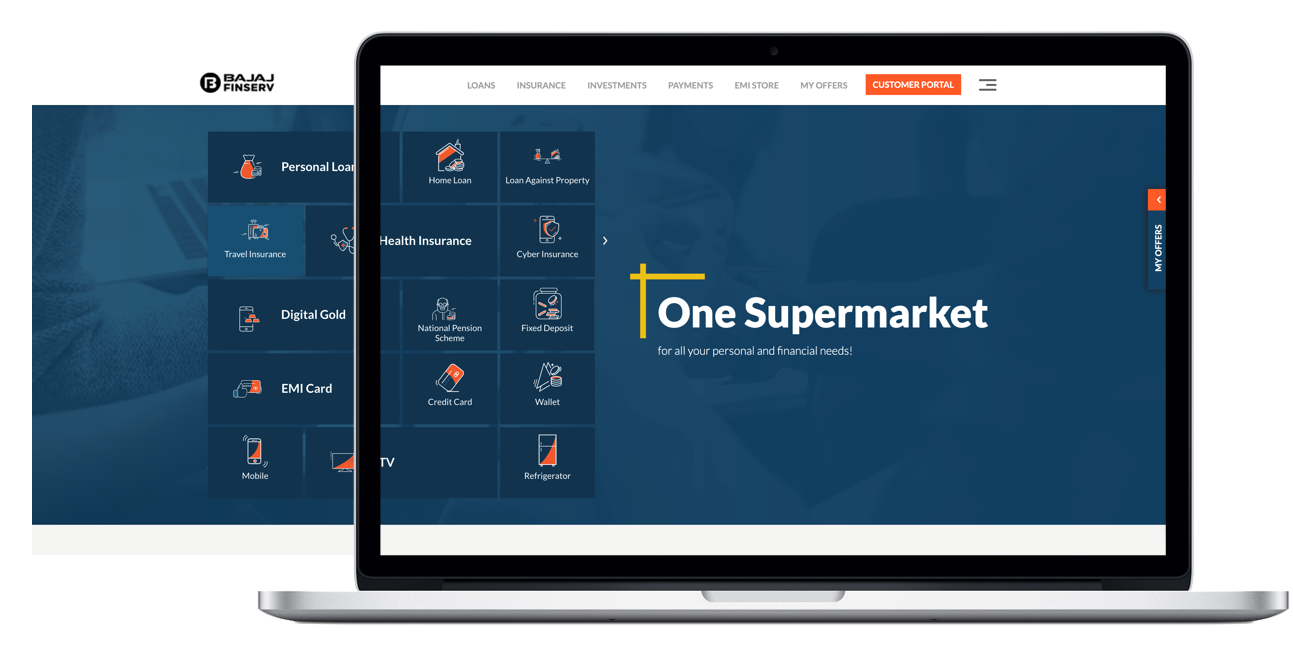 BAJAJ
FINSERV
LOANS
INSURANCE
INVESTMENTS
PAYMENTS
EMI STORE
MY OFFERS
CUSTOMER PORTAL
Personal Loan
Home Loan
Loan Against Property
Travel Insurance
Health Insurance
Cyber Insurance
MY OFFERS
Digital Gold
National Pension
Scheme
Fixed Deposit
One Supermarket
for all your personal and financial needs!
EMI Card
Credit Card
Wallet
Mobile
TV
Refrigerator